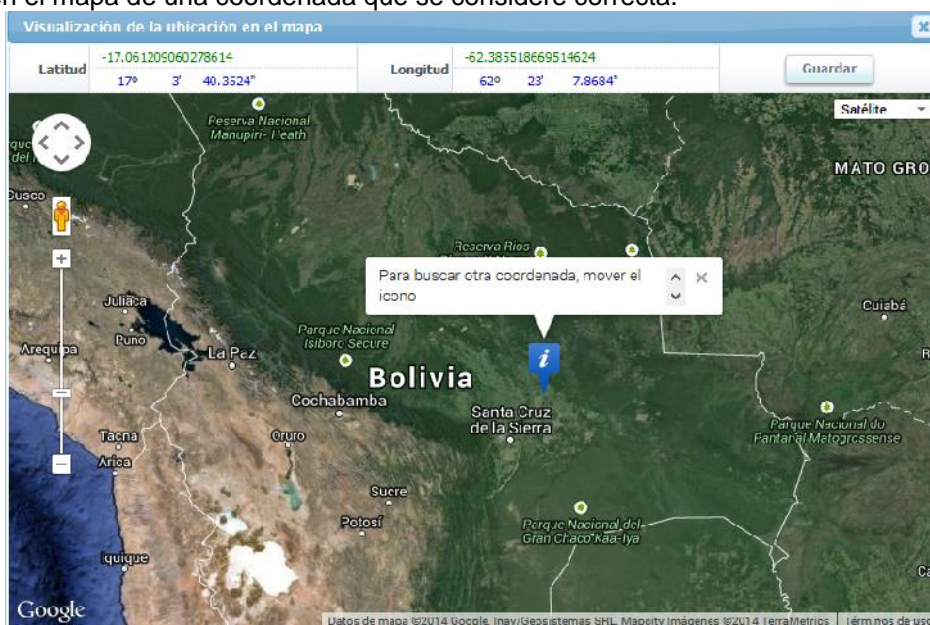 en el mapa de una coordenada que se considere correcta.
Visualización de la ubicación en el mapa
Latitud
-17.061209060278614
17º 3' 40.3524"
Longitud
-62.385518669514624
62º 23' 7.8684"
Guardar
Satélite
Reserva Nacional
Manupiri- Heath
MATO GRO
Cusco
Reserva Rios
Para buscar otra coordenada, mover el
icono
Cuiabá
Juliaca
Puno
Parque Nacional
Isiboro Secure
Arequipa
La Paz
Bolivia
Cochabamba
Santa Cruz
de la Sierra
Parque Nacional do
Pantanal Matogrossense
Tacna
Oruro
Arica
Sucre
Potosí
Parque Nacional del
Gran Chaco Kaa-Iya
Iquique
Google
Datos de mapa ©2014 Google, Inav/Geosistemas SRL, Mapcity Imágenes ©2014 TerraMetrics
Términos de uso